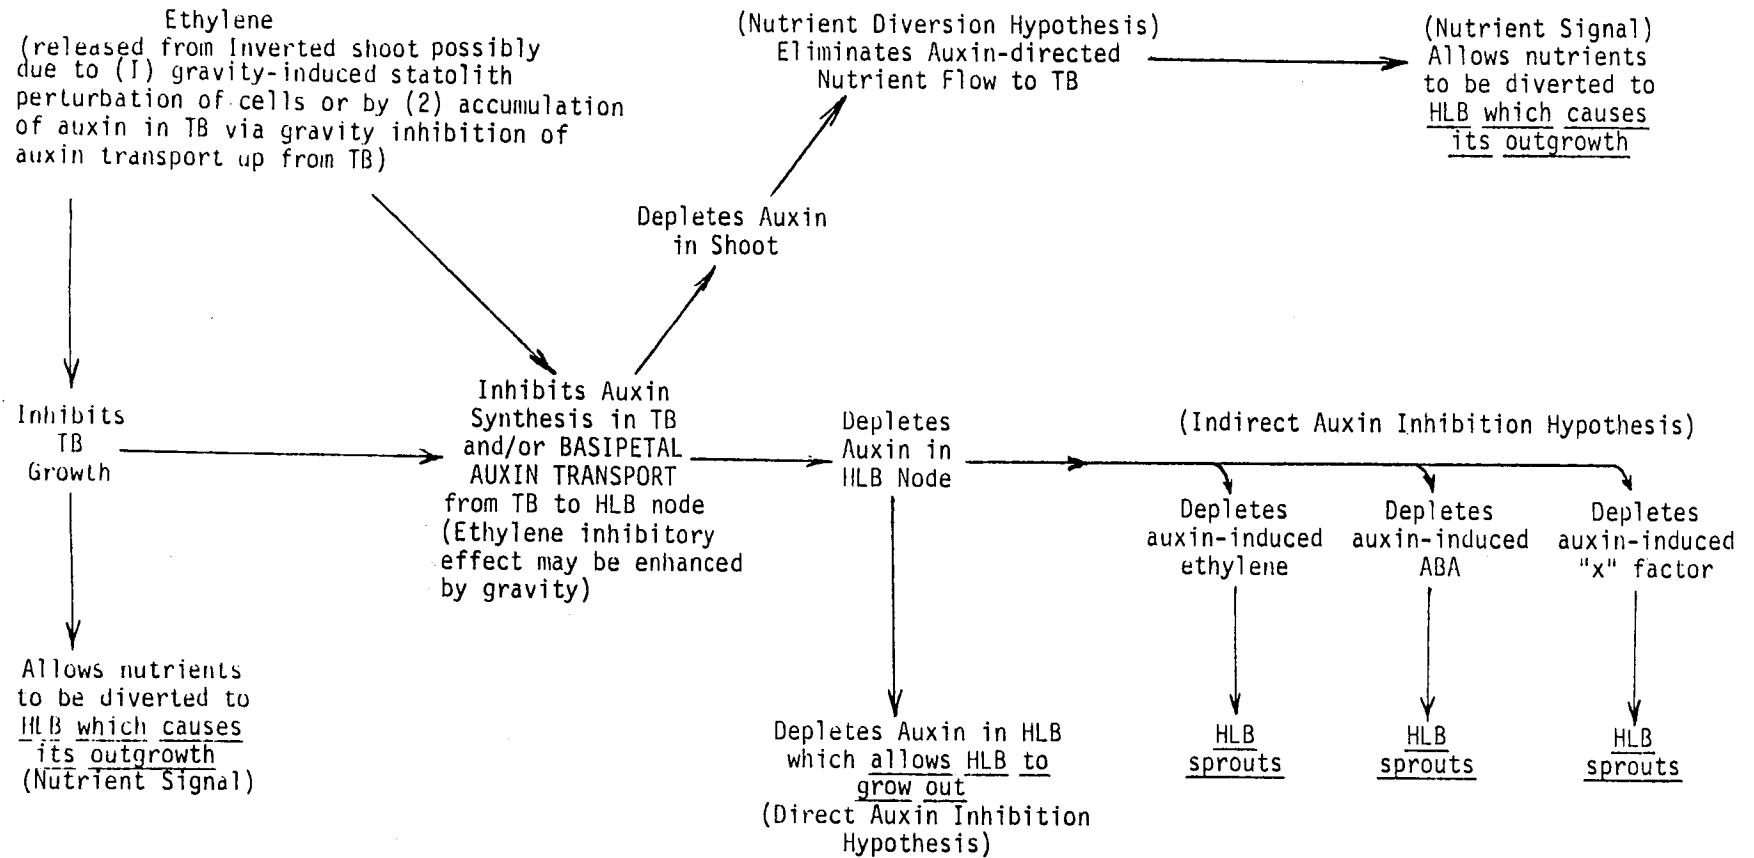 Ethylene
(released from Inverted shoot possibly
due to (1) gravity-induced statolith
perturbation of cells or by (2) accumulation
of auxin in TB via gravity inhibition of
auxin transport up from TB)
(Nutrient Diversion Hypothesis)
Eliminates Auxin-directed
Nutrient Flow to TB
(Nutrient Signal)
Allows nutrients
to be diverted to
HLB which causes
its outgrowth
Depletes Auxin
in Shoot
Inhibits
TB
Growth
Inhibits Auxin
Synthesis in TB
and/or BASIPETAL
AUXIN TRANSPORT
from TB to HLB node
(Ethylene inhibitory
effect may be enhanced
by gravity)
Depletes
Auxin in
HLB Node
(Indirect Auxin Inhibition Hypothesis)
Depletes
auxin-induced
ethylene
Depletes
auxin-induced
ABA
Depletes
auxin-induced
"x" factor
Allows nutrients
to be diverted to
HLB which causes
its outgrowth
(Nutrient Signal)
Depletes Auxin in HLB
which allows HLB to
grow out
(Direct Auxin Inhibition
Hypothesis)
HLB
sprouts
HLB
sprouts
HLB
sprouts